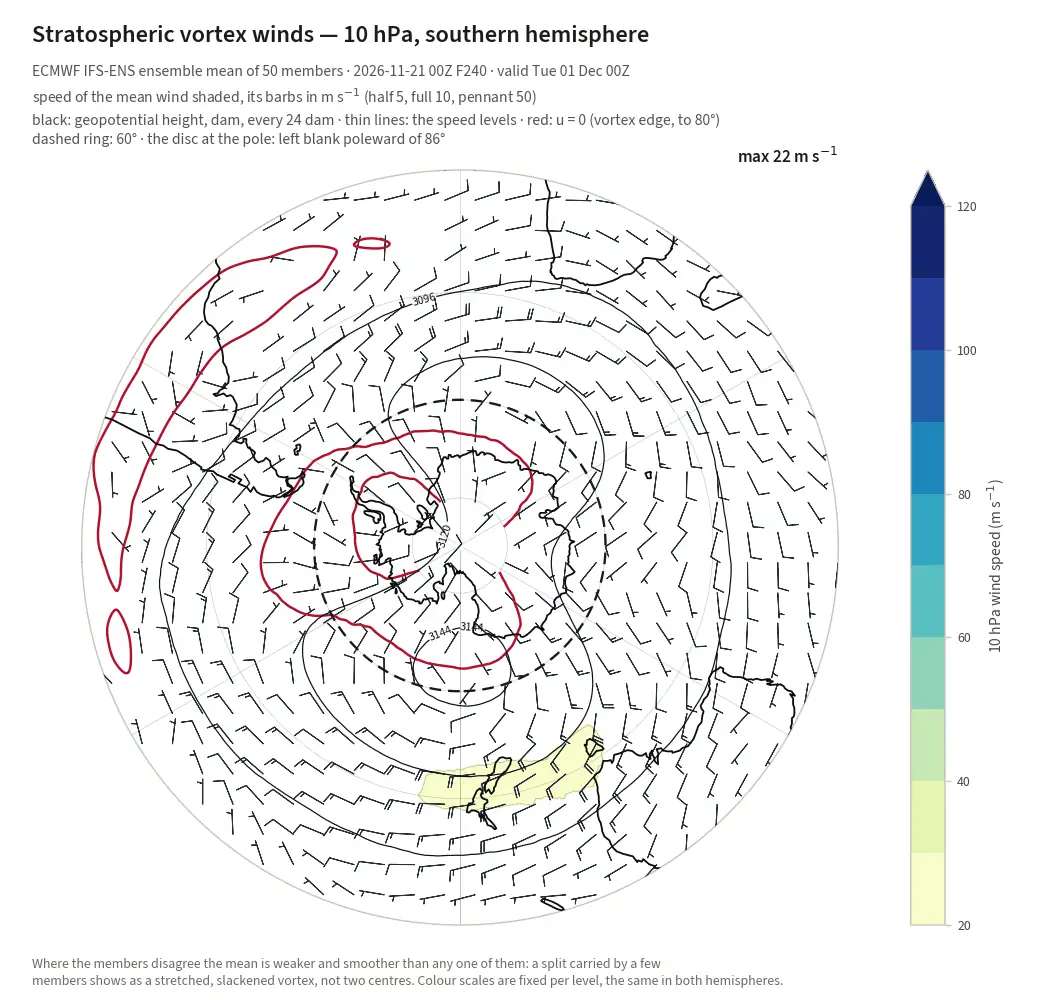 Stratospheric vortex winds — 10 hPa, southern hemisphere
ECMWF IFS-ENS ensemble mean of 50 members · 2026-11-21 00Z F240 · valid Tue 01 Dec 00Z
speed of the mean wind shaded, its barbs in m s⁻¹ (half 5, full 10, pennant 50)
black: geopotential height, dam, every 24 dam · thin lines: the speed levels · red: u = 0 (vortex edge, to 80°)
dashed ring: 60° · the disc at the pole: left blank poleward of 86°
max 22 m s⁻¹
120
100
80
60
40
20
10 hPa wind speed (m s⁻¹)
3096
3120
3144
3144
Where the members disagree the mean is weaker and smoother than any one of them: a split carried by a few
members shows as a stretched, slackened vortex, not two centres. Colour scales are fixed per level, the same in both hemispheres.